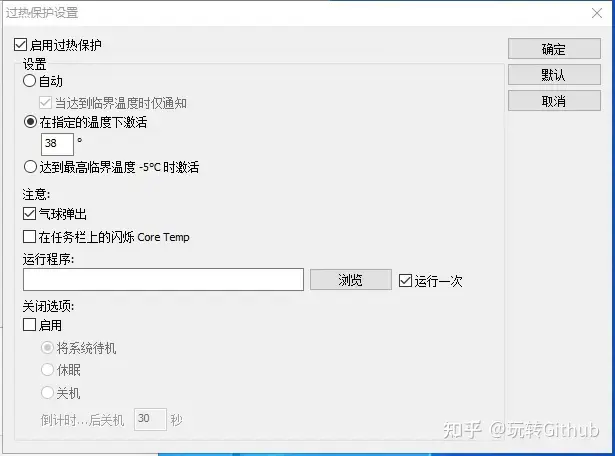 过热保护设置
启用过热保护
确定
设置
默认
自动
取消
当达到临界温度时仅通知
在指定的温度下激活
38 °
达到最高临界温度 -5°C 时激活
注意:
气球弹出
在任务栏上的闪烁 Core Temp
运行程序:
浏览 运行一次
关闭选项:
启用
将系统待机
休眠
关机
倒计时...后关机 30 秒
知乎 @玩转Github